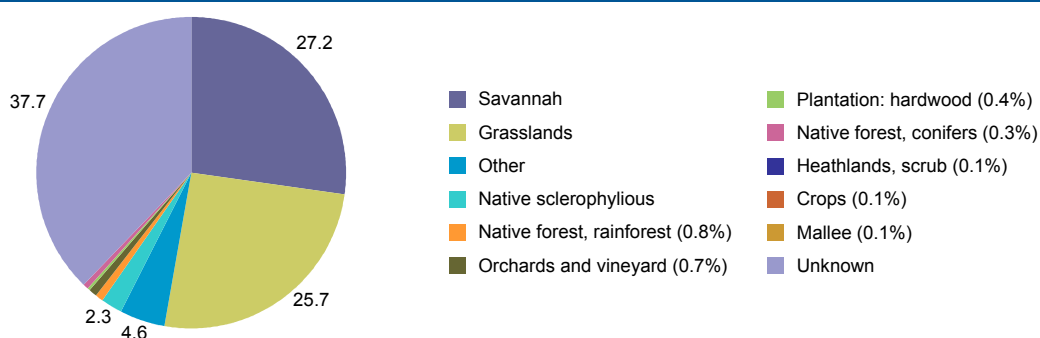 27.2
37.7
25.7
2.3
4.6
Savannah
Grasslands
Other
Native sclerophylious
Native forest, rainforest (0.8%)
Orchards and vineyard (0.7%)
Plantation: hardwood (0.4%)
Native forest, conifers (0.3%)
Heathlands, scrub (0.1%)
Crops (0.1%)
Mallee (0.1%)
Unknown